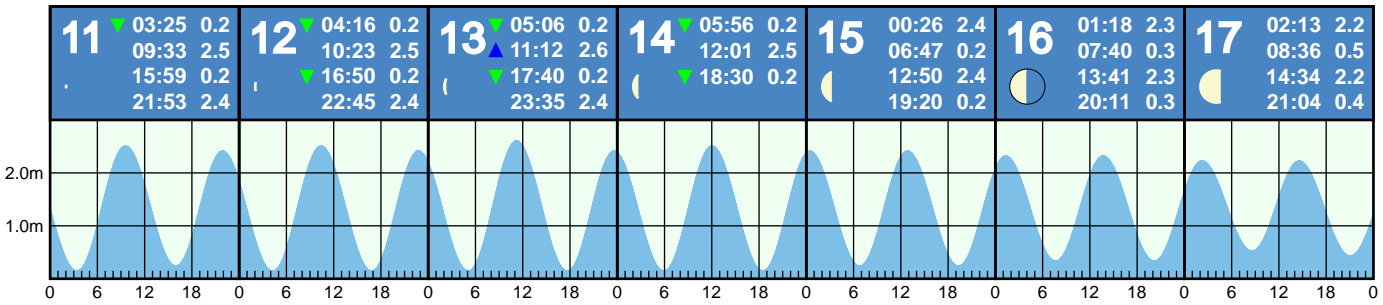 11 ▼ 03:25 0.2
09:33 2.5
15:59 0.2
21:53 2.4
12 ▼ 04:16 0.2
10:23 2.5
▼ 16:50 0.2
22:45 2.4
13 ▼ 05:06 0.2
▲ 11:12 2.6
▼ 17:40 0.2
23:35 2.4
14 ▼ 05:56 0.2
12:01 2.5
▼ 18:30 0.2
15 00:26 2.4
06:47 0.2
12:50 2.4
19:20 0.2
16 01:18 2.3
07:40 0.3
13:41 2.3
20:11 0.3
17 02:13 2.2
08:36 0.5
14:34 2.2
21:04 0.4
2.0m
1.0m
0 6 12 18 0 6 12 18 0 6 12 18 0 6 12 18 0 6 12 18 0 6 12 18 0 6 12 18 0